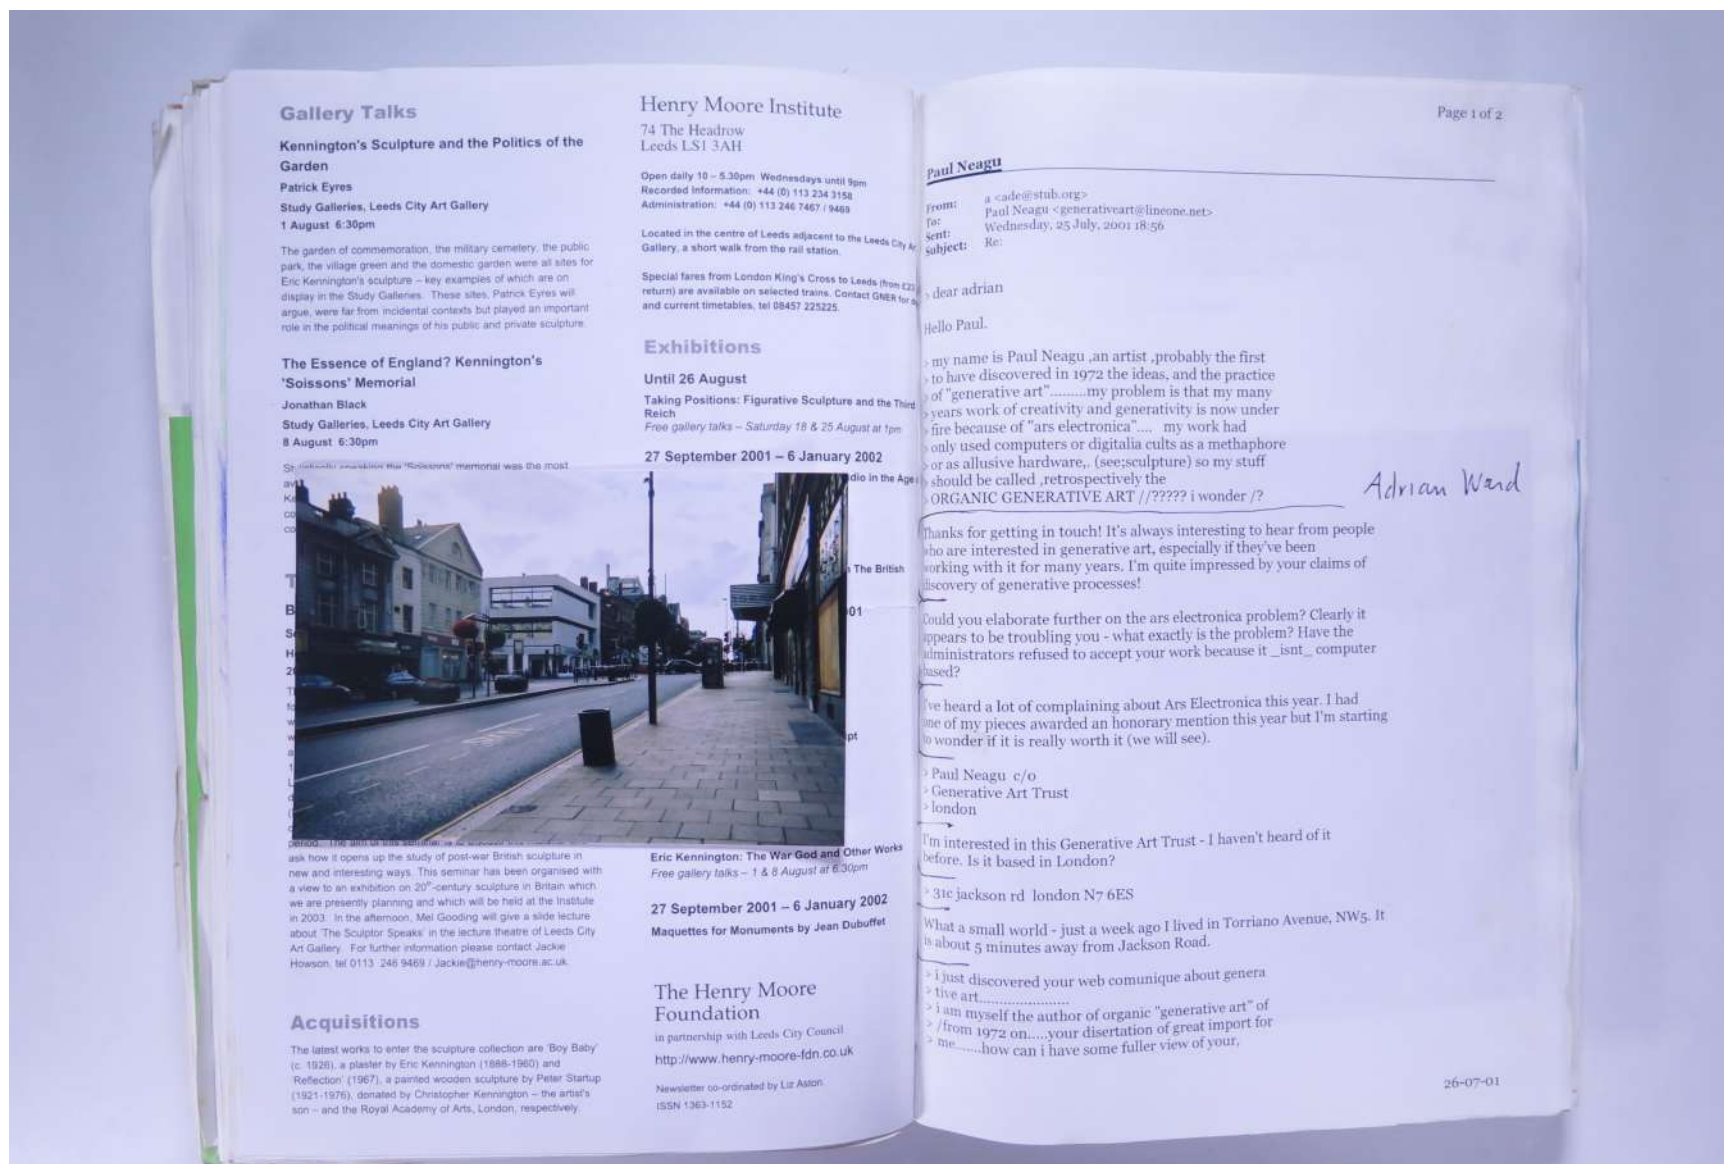 Gallery Talks
Kennington's Sculpture and the Politics of the
Garden
Patrick Eyres
Study Galleries, Leeds City Art Gallery
1 August 6:30pm
The garden of commemoration, the military cemetery, the public
park, the village green and the domestic garden were all sites for
Eric Kennington's sculpture – key examples of which are on
display in the Study Galleries. These sites, Patrick Eyres will
argue, were far from incidental contexts but played an important
role in the political meanings of his public and private sculpture.
The Essence of England? Kennington's
'Soissons' Memorial
Jonathan Black
Study Galleries, Leeds City Art Gallery
8 August 6:30pm
memorial was the most
period. The aim of this
ask how it opens up the study of post-war British sculpture in
new and interesting ways. This seminar has been organised with
a view to an exhibition on 20th-century sculpture in Britain which
we are presently planning and which will be held at the Institute
in 2003. In the afternoon, Mel Gooding will give a slide lecture
about 'The Sculptor Speaks' in the lecture theatre of Leeds City
Art Gallery. For further information please contact Jackie
Howson, tel 0113 246 9469 / Jackie@henry-moore.ac.uk.
Acquisitions
The latest works to enter the sculpture collection are 'Boy Baby'
(c. 1926), a plaster by Eric Kennington (1888-1960) and
'Reflection' (1967), a painted wooden sculpture by Peter Startup
(1921-1976), donated by Christopher Kennington – the artist's
son – and the Royal Academy of Arts, London, respectively.
Henry Moore Institute
74 The Headrow
Leeds LS1 3AH
Open daily 10 – 5.30pm Wednesdays until 9pm
Recorded Information: +44 (0) 113 234 3158
Administration: +44 (0) 113 246 7467 / 9469
Located in the centre of Leeds adjacent to the Leeds City Ar
Gallery, a short walk from the rail station.
Special fares from London King's Cross to Leeds (from £23
return) are available on selected trains. Contact GNER for
and current timetables, tel 08457 225225.
Exhibitions
Until 26 August
Taking Positions: Figurative Sculpture and the Third
Reich
Free gallery talks – Saturday 18 & 25 August at 1pm
27 September 2001 – 6 January 2002
dio in the Age
The British
01
pt
Eric Kennington: The War God and Other Works
Free gallery talks – 1 & 8 August at 6.30pm
27 September 2001 – 6 January 2002
Maquettes for Monuments by Jean Dubuffet
The Henry Moore
Foundation
in partnership with Leeds City Council
http://www.henry-moore-fdn.co.uk
Newsletter co-ordinated by Liz Aston.
ISSN 1363-1152
Page 1 of 2
Paul Neagu
From: a <ade@stub.org>
To: Paul Neagu <generativeart@lineone.net>
Sent: Wednesday, 25 July, 2001 18:56
Subject: Re:
> dear adrian
Hello Paul.
> my name is Paul Neagu ,an artist ,probably the first
> to have discovered in 1972 the ideas, and the practice
> of "generative art".........my problem is that my many
> years work of creativity and generativity is now under
> fire because of "ars electronica".... my work had
> only used computers or digitalia cults as a methaphore
> or as allusive hardware,. (see;sculpture) so my stuff
> should be called ,retrospectively the
> ORGANIC GENERATIVE ART //????? i wonder /?
Adrian Ward
Thanks for getting in touch! It's always interesting to hear from people
who are interested in generative art, especially if they've been
working with it for many years. I'm quite impressed by your claims of
discovery of generative processes!
Could you elaborate further on the ars electronica problem? Clearly it
appears to be troubling you - what exactly is the problem? Have the
administrators refused to accept your work because it _isnt_ computer
based?
I've heard a lot of complaining about Ars Electronica this year. I had
one of my pieces awarded an honorary mention this year but I'm starting
to wonder if it is really worth it (we will see).
> Paul Neagu c/o
> Generative Art Trust
> london
I'm interested in this Generative Art Trust - I haven't heard of it
before. Is it based in London?
> 31c jackson rd london N7 6ES
What a small world - just a week ago I lived in Torriano Avenue, NW5. It
is about 5 minutes away from Jackson Road.
> i just discovered your web comunique about genera
> tive art.....................
> i am myself the author of organic "generative art" of
> /from 1972 on.....your disertation of great import for
> me.......how can i have some fuller view of your,
26-07-01